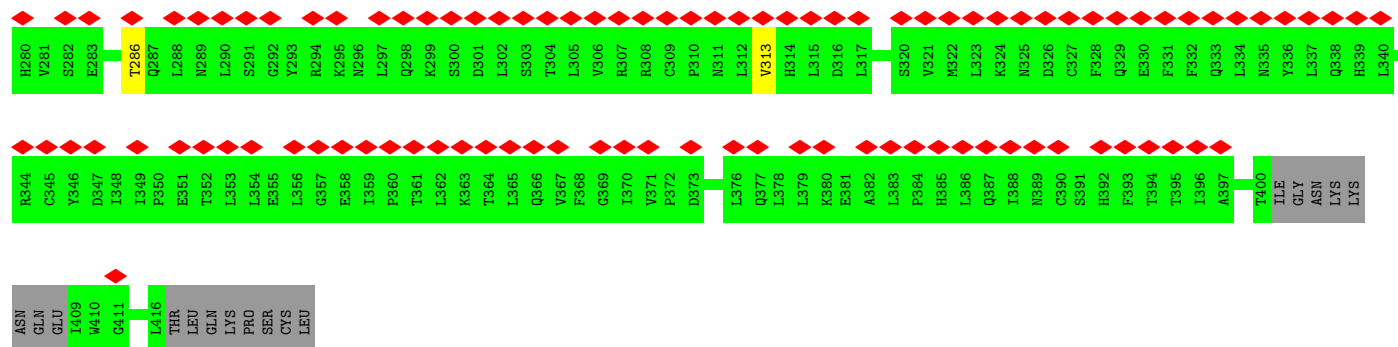 H280 V281 S282 E283 T286 Q287 L288 N289 L290 S291 G292 Y293 R294 K295 N296 L297 Q298 K299 S300 D301 L302 S303 T304 L305 V306 R307 R308 C309 P310 N311 L312 V313 H314 L315 D316 L317 S320 V321 M322 L323 K324 N325 D326 C327 F328 Q329 E330 F331 F332 Q333 L334 N335 Y336 L337 Q338 H339 L340
R344 C345 Y346 D347 I348 I349 P350 E351 T352 L353 L354 E355 L356 G357 E358 I359 P360 T361 L362 K363 T364 L365 Q366 V367 F368 G369 I370 V371 P372 D373 L376 Q377 L378 L379 K380 E381 A382 L383 P384 H385 L386 Q387 I388 N389 C390 S391 H392 F393 T394 T395 I396 A397 T400 ILE GLY ASN LYS LYS
ASN GLN GLU I409 W410 G411 L416 THR LEU GLN LYS PRO SER CYS LEU